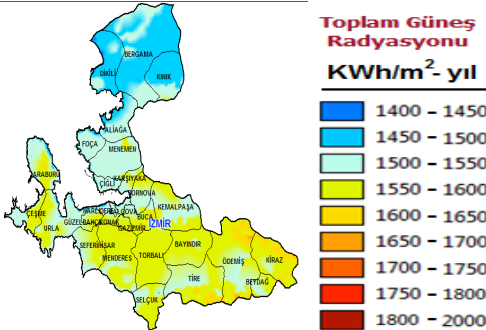 Toplam Güneş
Radyasyonu
KWh/m²- yıl
1400 - 1450
1450 - 1500
1500 - 1550
1550 - 1600
1600 - 1650
1650 - 1700
1700 - 1750
1750 - 1800
1800 - 2000
BERGAMA
DİKİLİ
KINIK
ALİAĞA
FOÇA
MENEMEN
KARABURU
ÇİĞLİ
KARŞIYAKA
BORNOVA
KEMALPAŞA
ÇEŞME
URLA
GÜZELBAHÇE
NARLIDERE
KONAK
BALÇOVA
BUCA
İZMİR
GAZİEMİR
SEFERİHİSAR
MENDERES
TORBALI
BAYINDIR
ÖDEMİŞ
KİRAZ
BEYDAĞ
TİRE
SELÇUK